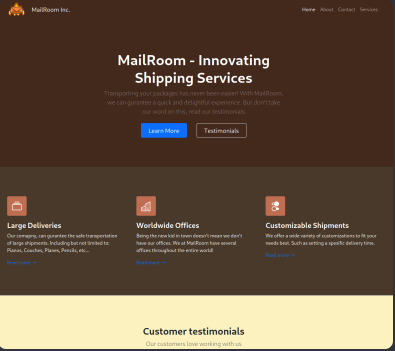 MailRoom Inc.
Home About Contact Services
MailRoom - Innovating
Shipping Services
Transporting your packages has never been easier! With MailRoom,
we can gurantee a quick and delightful experience. But don't take
our word on this, read our testimonials.
Learn More Testimonials
Large Deliveries
Our comapny, can gurantee the safe transportation
of large shipments. Including but not limited to:
Pianos, Couches, Planes, Pencils, etc...
Read more →
Worldwide Offices
Being the new kid in town doesn't mean we don't
have our offices. We at MailRoom have several
offices throughout the entire world!
Read more →
Customizable Shipments
We offer a wide variety of customizations to fit your
needs best. Such as setting a specific delivery time.
Read more →
Customer testimonials
Our customers love working with us